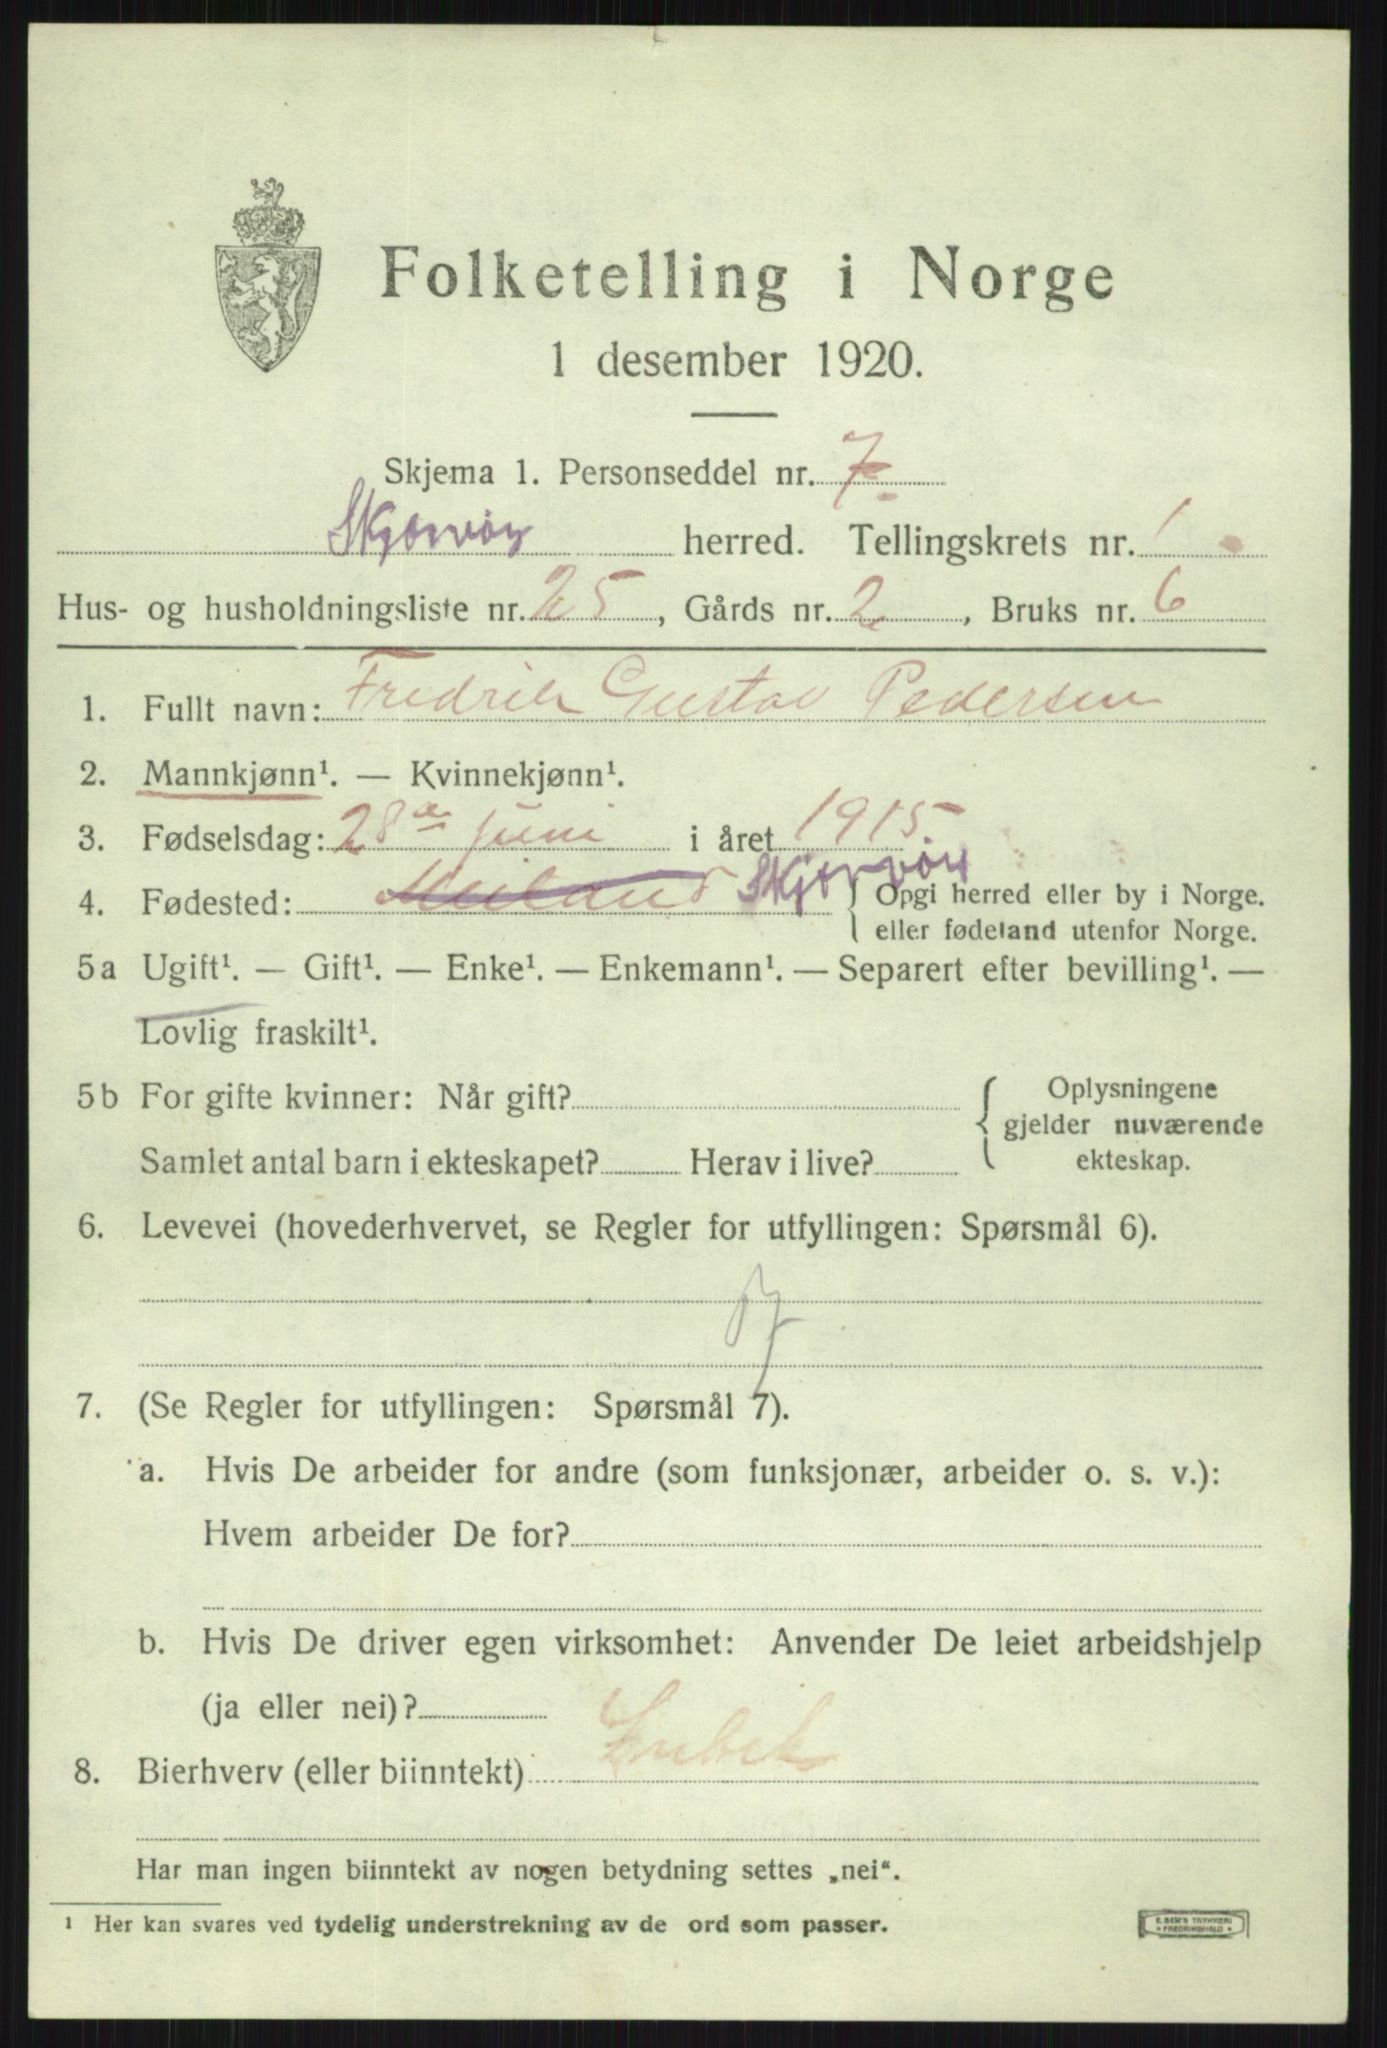 Folketelling i Norge
1 desember 1920.
Skjema 1. Personseddel nr. 7
Skjervøy herred. Tellingskrets nr. 1
Hus- og husholdningsliste nr. 25, Gårds nr. 2, Bruks nr. 6
1. Fullt navn: Fredrik Gustav Pedersen
2. Mannkjønn¹. — Kvinnekjønn¹.
3. Fødselsdag: 28de juni i året 1915.
4. Fødested: Skjervøy { Opgi herred eller by i Norge.
eller fødeland utenfor Norge.
5a Ugift¹. — Gift¹. — Enke¹. — Enkemann¹. — Separert efter bevilling¹. —
Lovlig fraskilt¹.
5b For gifte kvinner: Når gift? { Oplysningene
gjelder nuværende
Samlet antal barn i ekteskapet? Herav i live? ekteskap.
6. Levevei (hovederhvervet, se Regler for utfyllingen: Spørsmål 6).
7. (Se Regler for utfyllingen: Spørsmål 7).
a. Hvis De arbeider for andre (som funksjonær, arbeider o. s. v.):
Hvem arbeider De for?
b. Hvis De driver egen virksomhet: Anvender De leiet arbeidshjelp
(ja eller nei)?
8. Bierhverv (eller biinntekt)
Har man ingen biinntekt av nogen betydning settes „nei“.
¹ Her kan svares ved tydelig understrekning av de ord som passer.
E. SEM'S TRYKKERI
• FREDRIKSHALD •